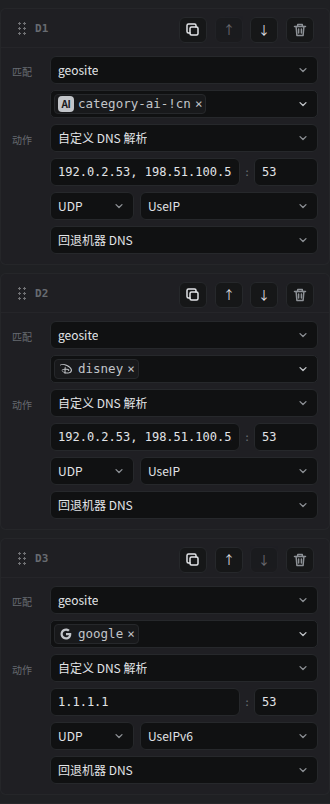 D1
匹配
geosite
AI category-ai-!cn ×
动作
自定义 DNS 解析
192.0.2.53, 198.51.100.5 : 53
UDP UseIP
回退机器 DNS
D2
匹配
geosite
disney ×
动作
自定义 DNS 解析
192.0.2.53, 198.51.100.5 : 53
UDP UseIP
回退机器 DNS
D3
匹配
geosite
G google ×
动作
自定义 DNS 解析
1.1.1.1 : 53
UDP UseIPv6
回退机器 DNS